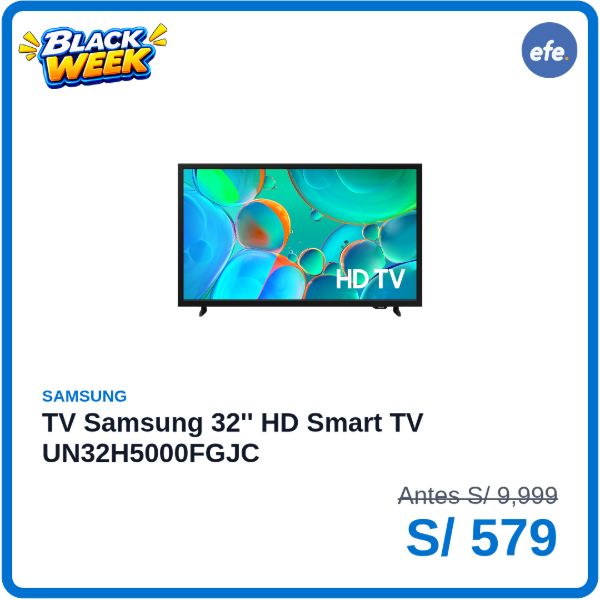 BLACK
WEEK
efe.
HD TV
SAMSUNG
TV Samsung 32'' HD Smart TV
UN32H5000FGJC
Antes S/ 9,999
S/ 579